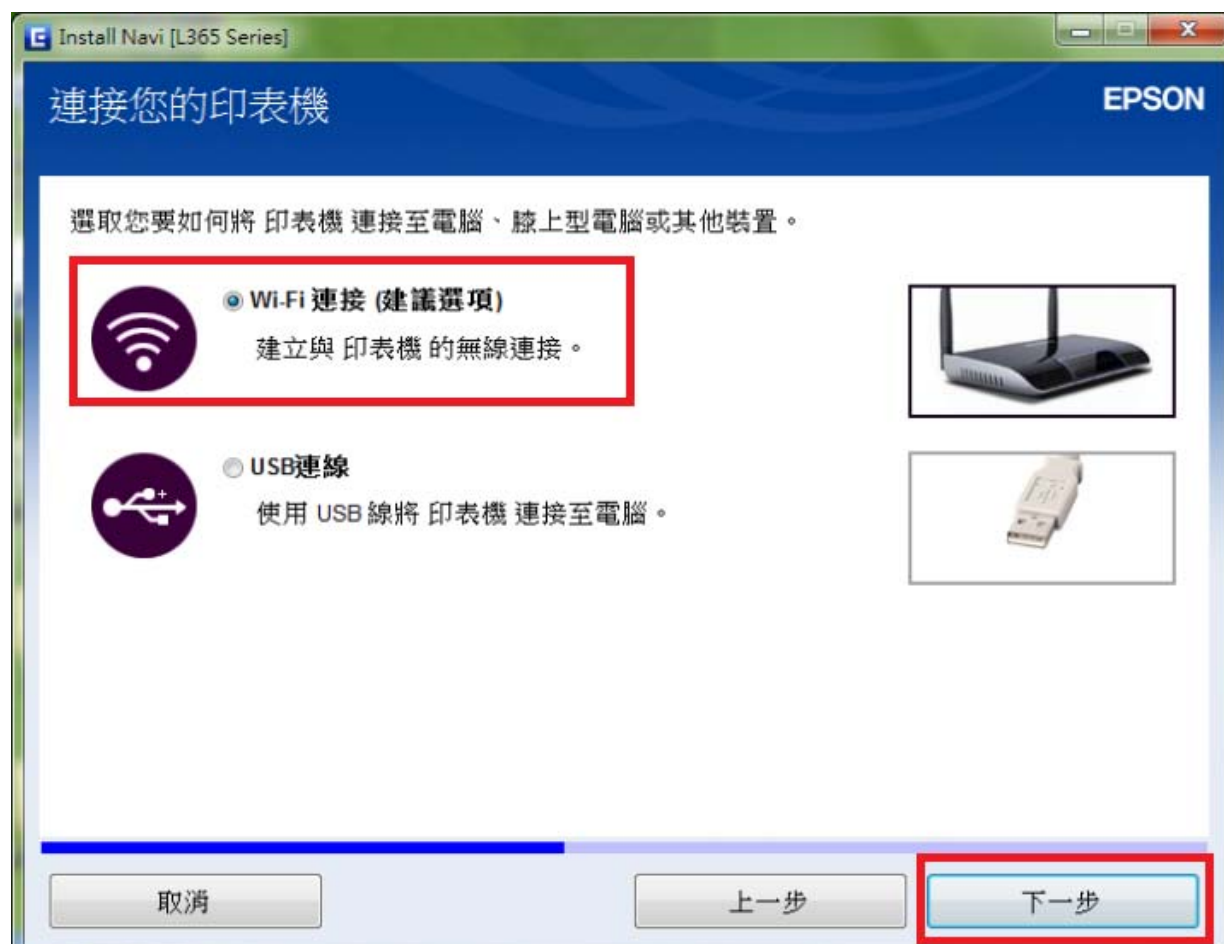 Install Navi [L365 Series]
連接您的印表機
EPSON
選取您要如何將 印表機 連接至電腦、膝上型電腦或其他裝置。
Wi-Fi 連接 (建議選項)
建立與 印表機 的無線連接。
USB連線
使用 USB 線將 印表機 連接至電腦。
取消
上一步
下一步